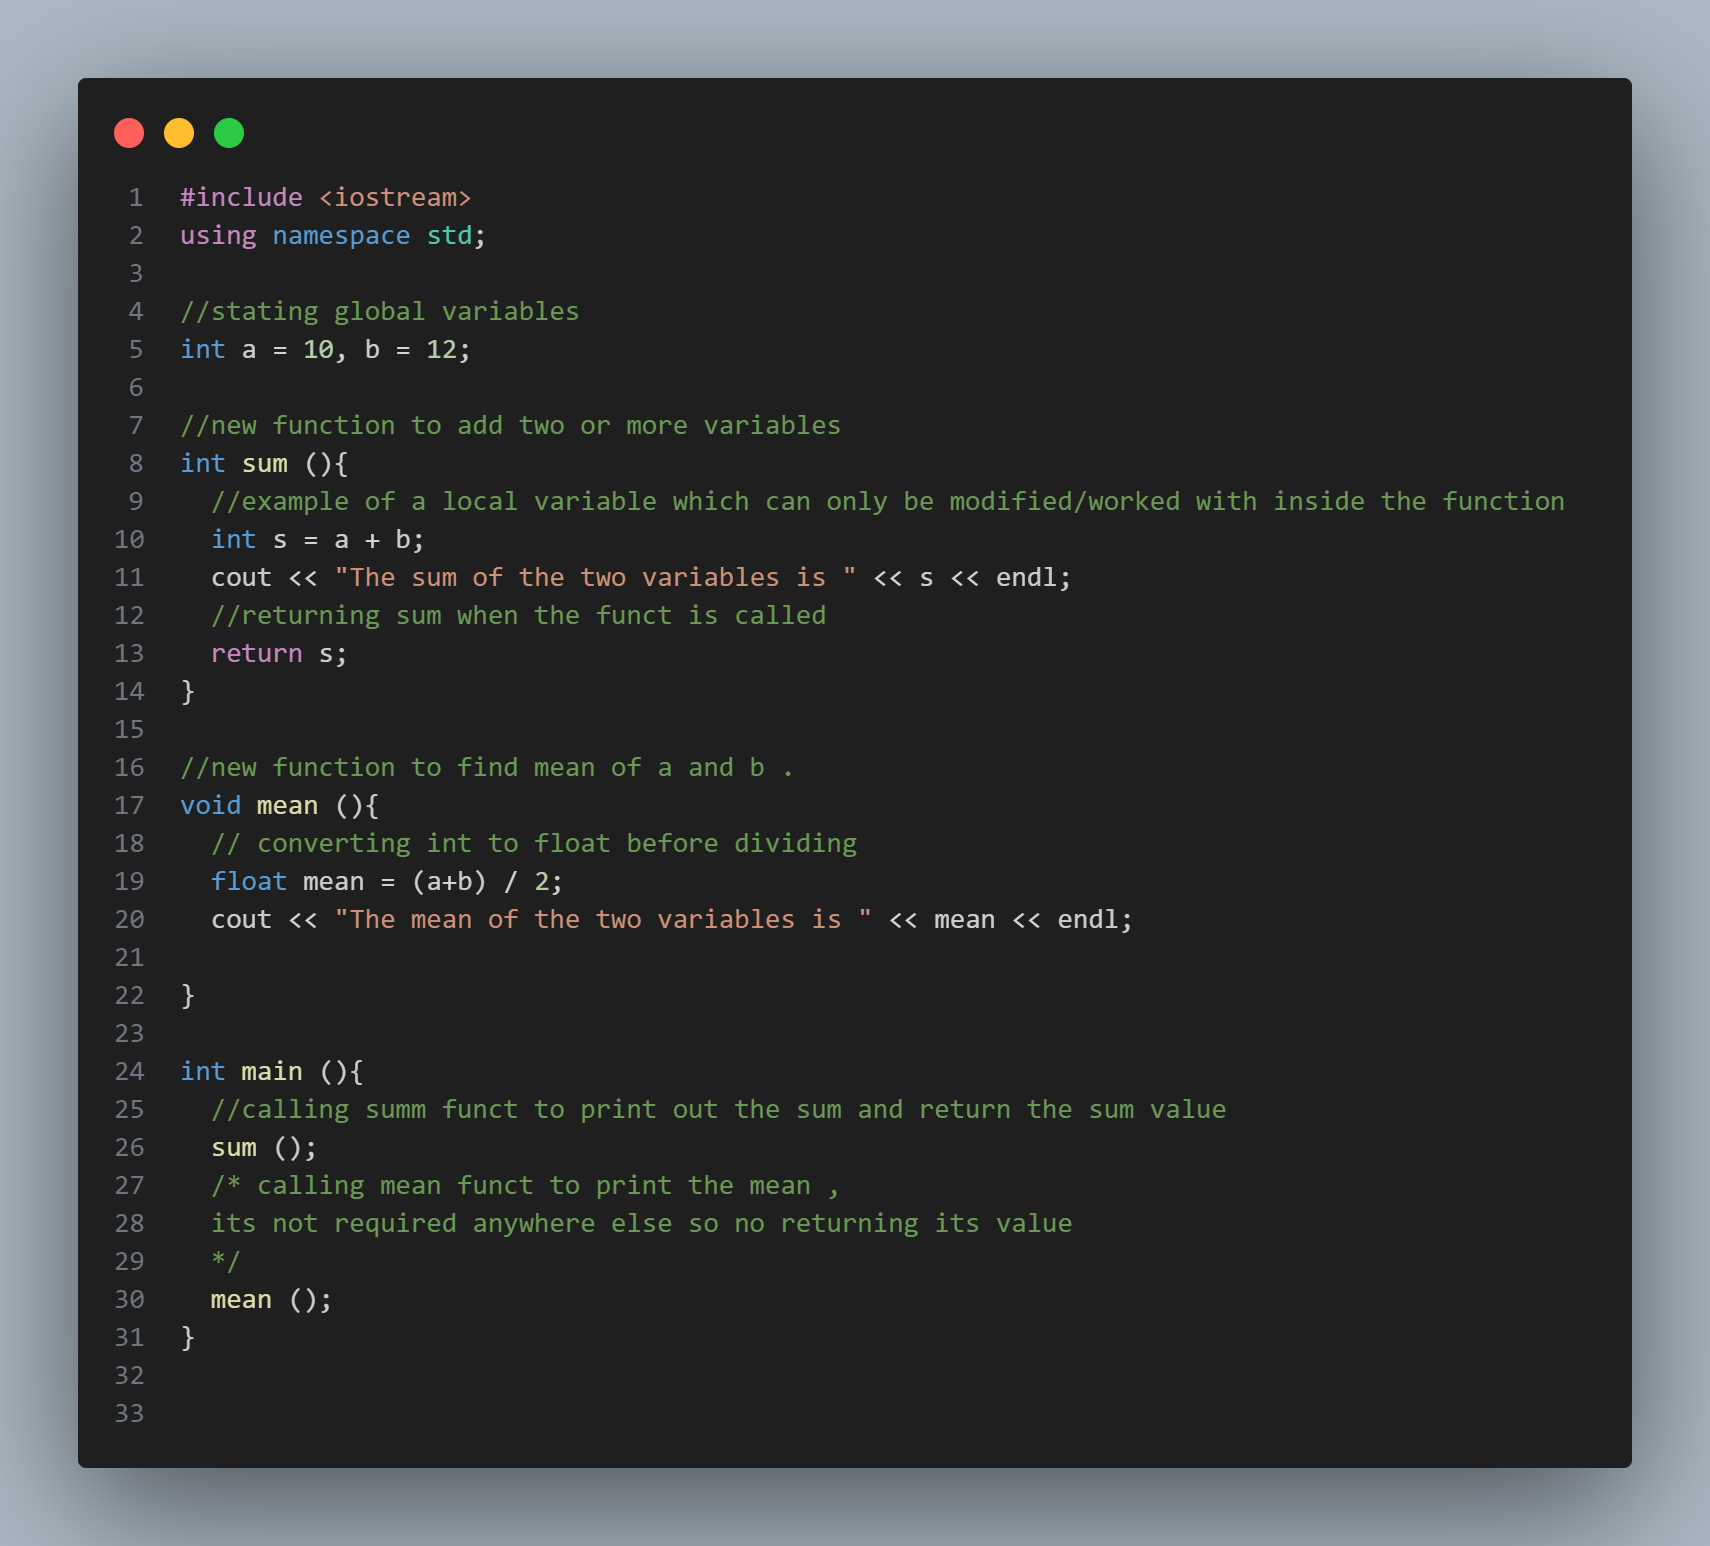 1 #include <iostream>
2 using namespace std;
3
4 //stating global variables
5 int a = 10, b = 12;
6
7 //new function to add two or more variables
8 int sum (){
9   //example of a local variable which can only be modified/worked with inside the function
10   int s = a + b;
11   cout << "The sum of the two variables is " << s << endl;
12   //returning sum when the funct is called
13   return s;
14 }
15
16 //new function to find mean of a and b .
17 void mean (){
18   // converting int to float before dividing
19   float mean = (a+b) / 2;
20   cout << "The mean of the two variables is " << mean << endl;
21
22 }
23
24 int main (){
25   //calling summ funct to print out the sum and return the sum value
26   sum ();
27   /* calling mean funct to print the mean ,
28   its not required anywhere else so no returning its value
29   */
30   mean ();
31 }
32
33